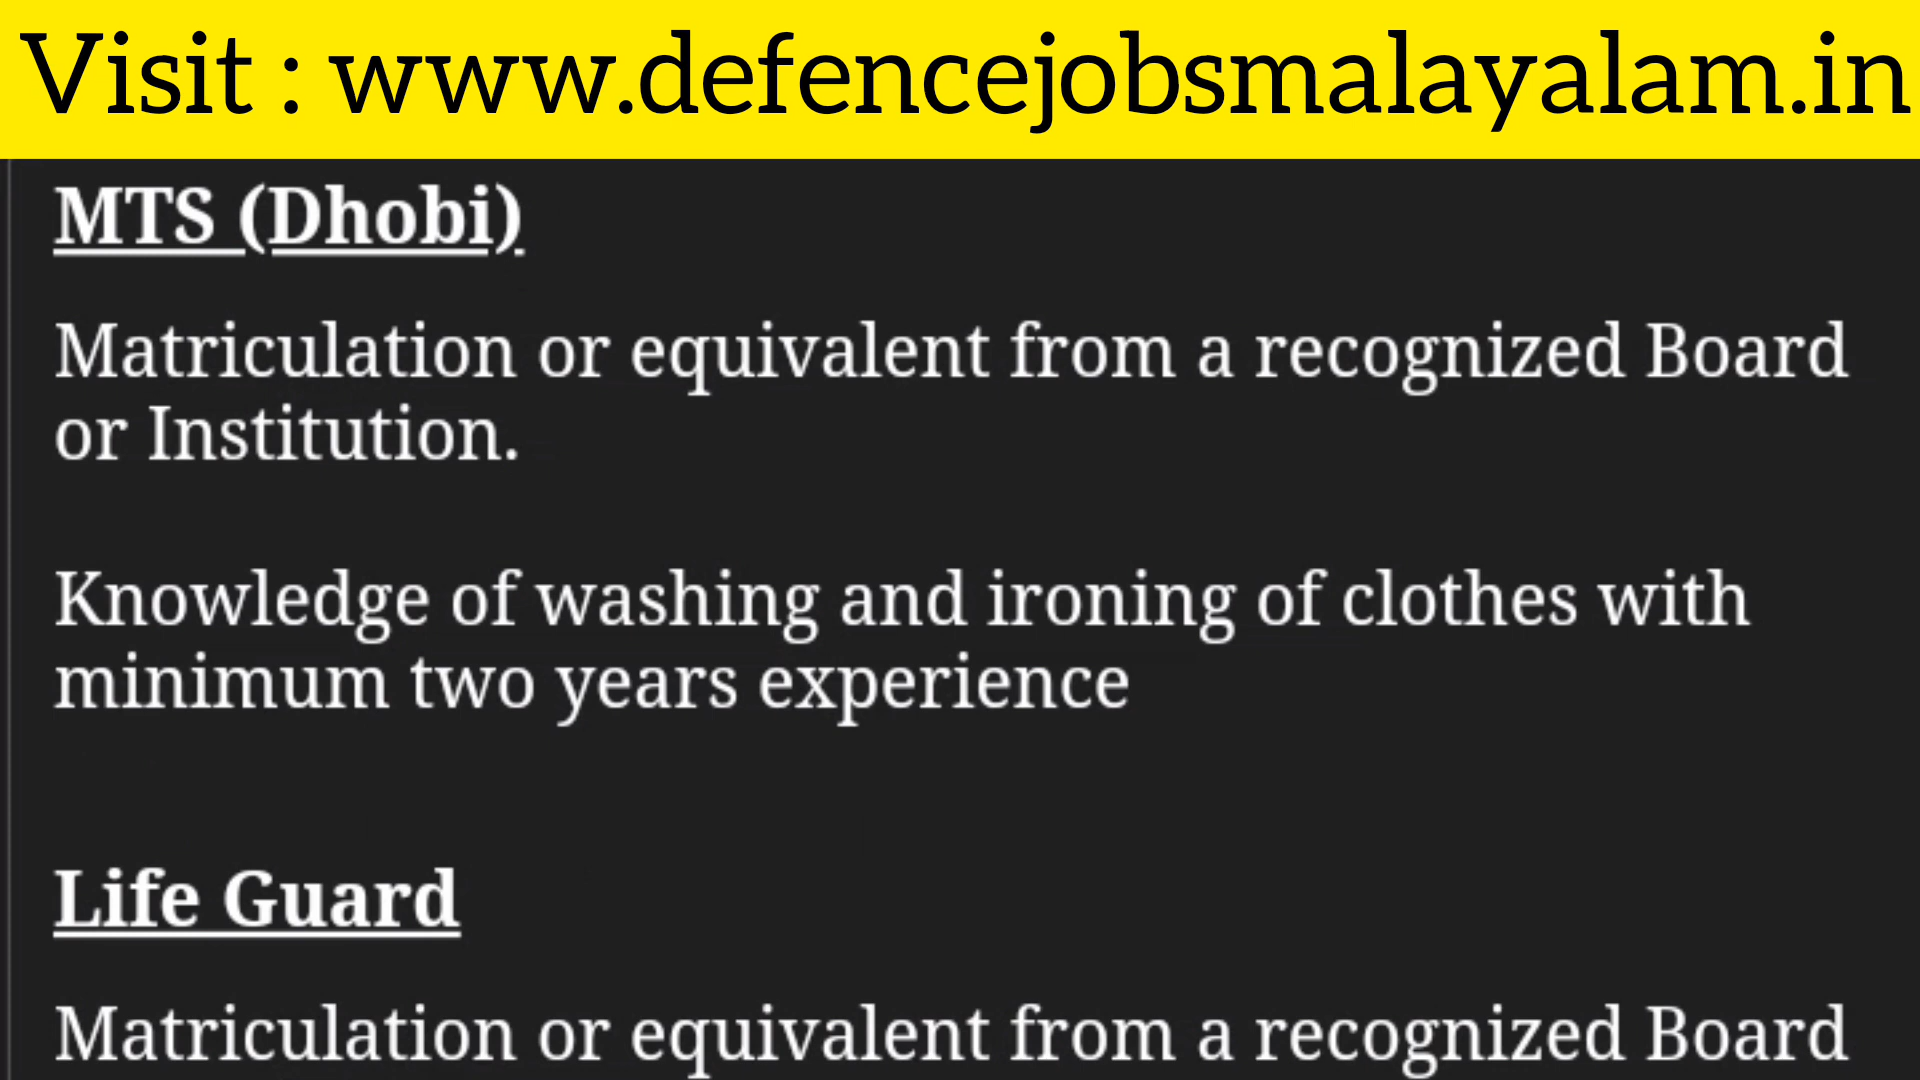 Visit : www.defencejobsmalayalam.in
MTS (Dhobi)
Matriculation or equivalent from a recognized Board
or Institution.
Knowledge of washing and ironing of clothes with
minimum two years experience
Life Guard
Matriculation or equivalent from a recognized Board